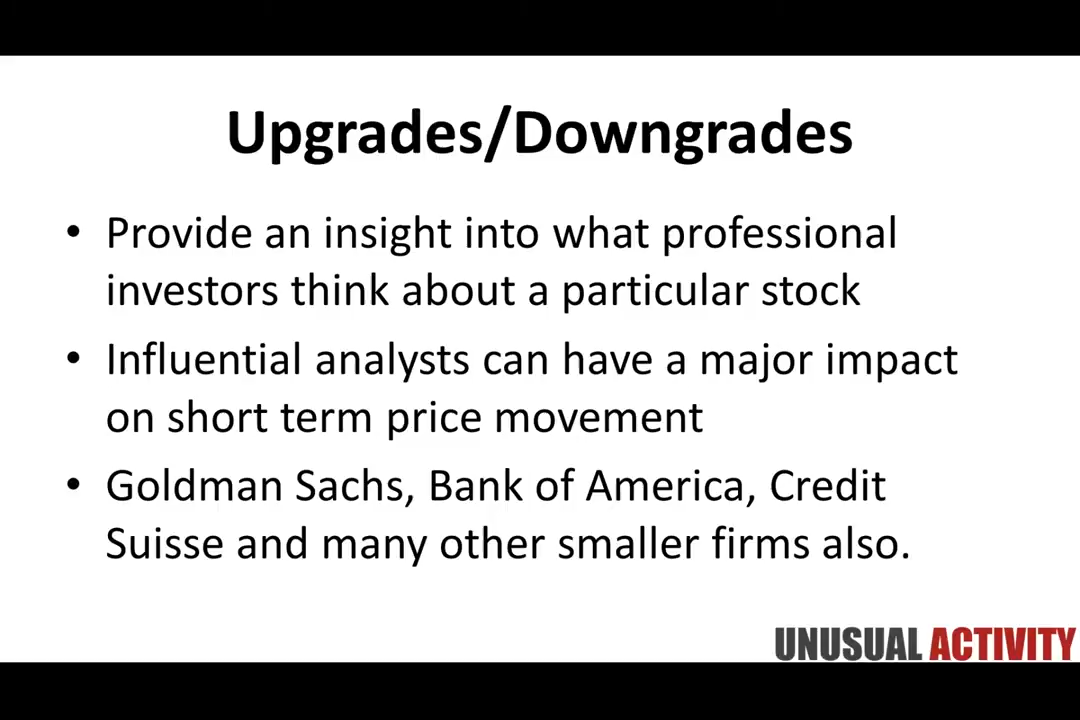 Upgrades/Downgrades
• Provide an insight into what professional
investors think about a particular stock
• Influential analysts can have a major impact
on short term price movement
• Goldman Sachs, Bank of America, Credit
Suisse and many other smaller firms also.
UNUSUAL ACTIVITY